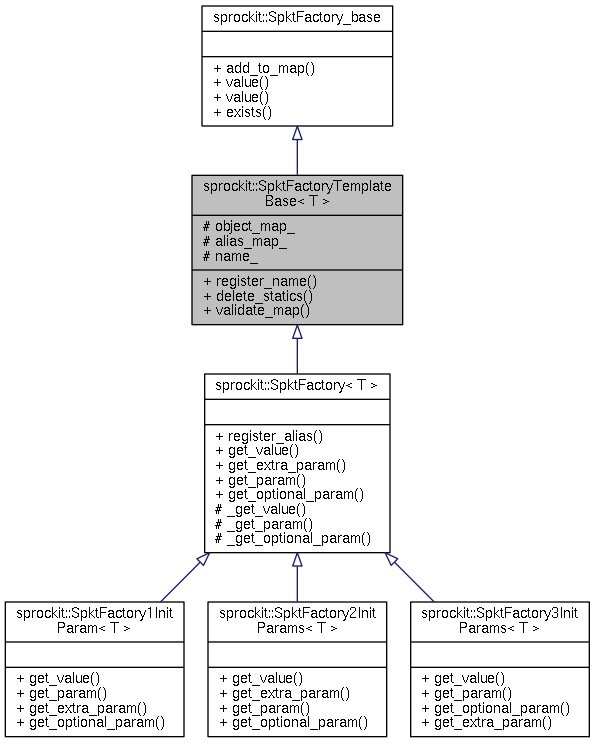 sprockit::SpktFactory_base
+ add_to_map()
+ value()
+ value()
+ exists()
sprockit::SpktFactoryTemplate
Base< T >
# object_map_
# alias_map_
# name_
+ register_name()
+ delete_statics()
+ validate_map()
sprockit::SpktFactory< T >
+ register_alias()
+ get_value()
+ get_extra_param()
+ get_param()
+ get_optional_param()
# _get_value()
# _get_param()
# _get_optional_param()
sprockit::SpktFactory1Init
Param< T >
+ get_value()
+ get_param()
+ get_extra_param()
+ get_optional_param()
sprockit::SpktFactory2Init
Params< T >
+ get_value()
+ get_extra_param()
+ get_param()
+ get_optional_param()
sprockit::SpktFactory3Init
Params< T >
+ get_value()
+ get_param()
+ get_optional_param()
+ get_extra_param()